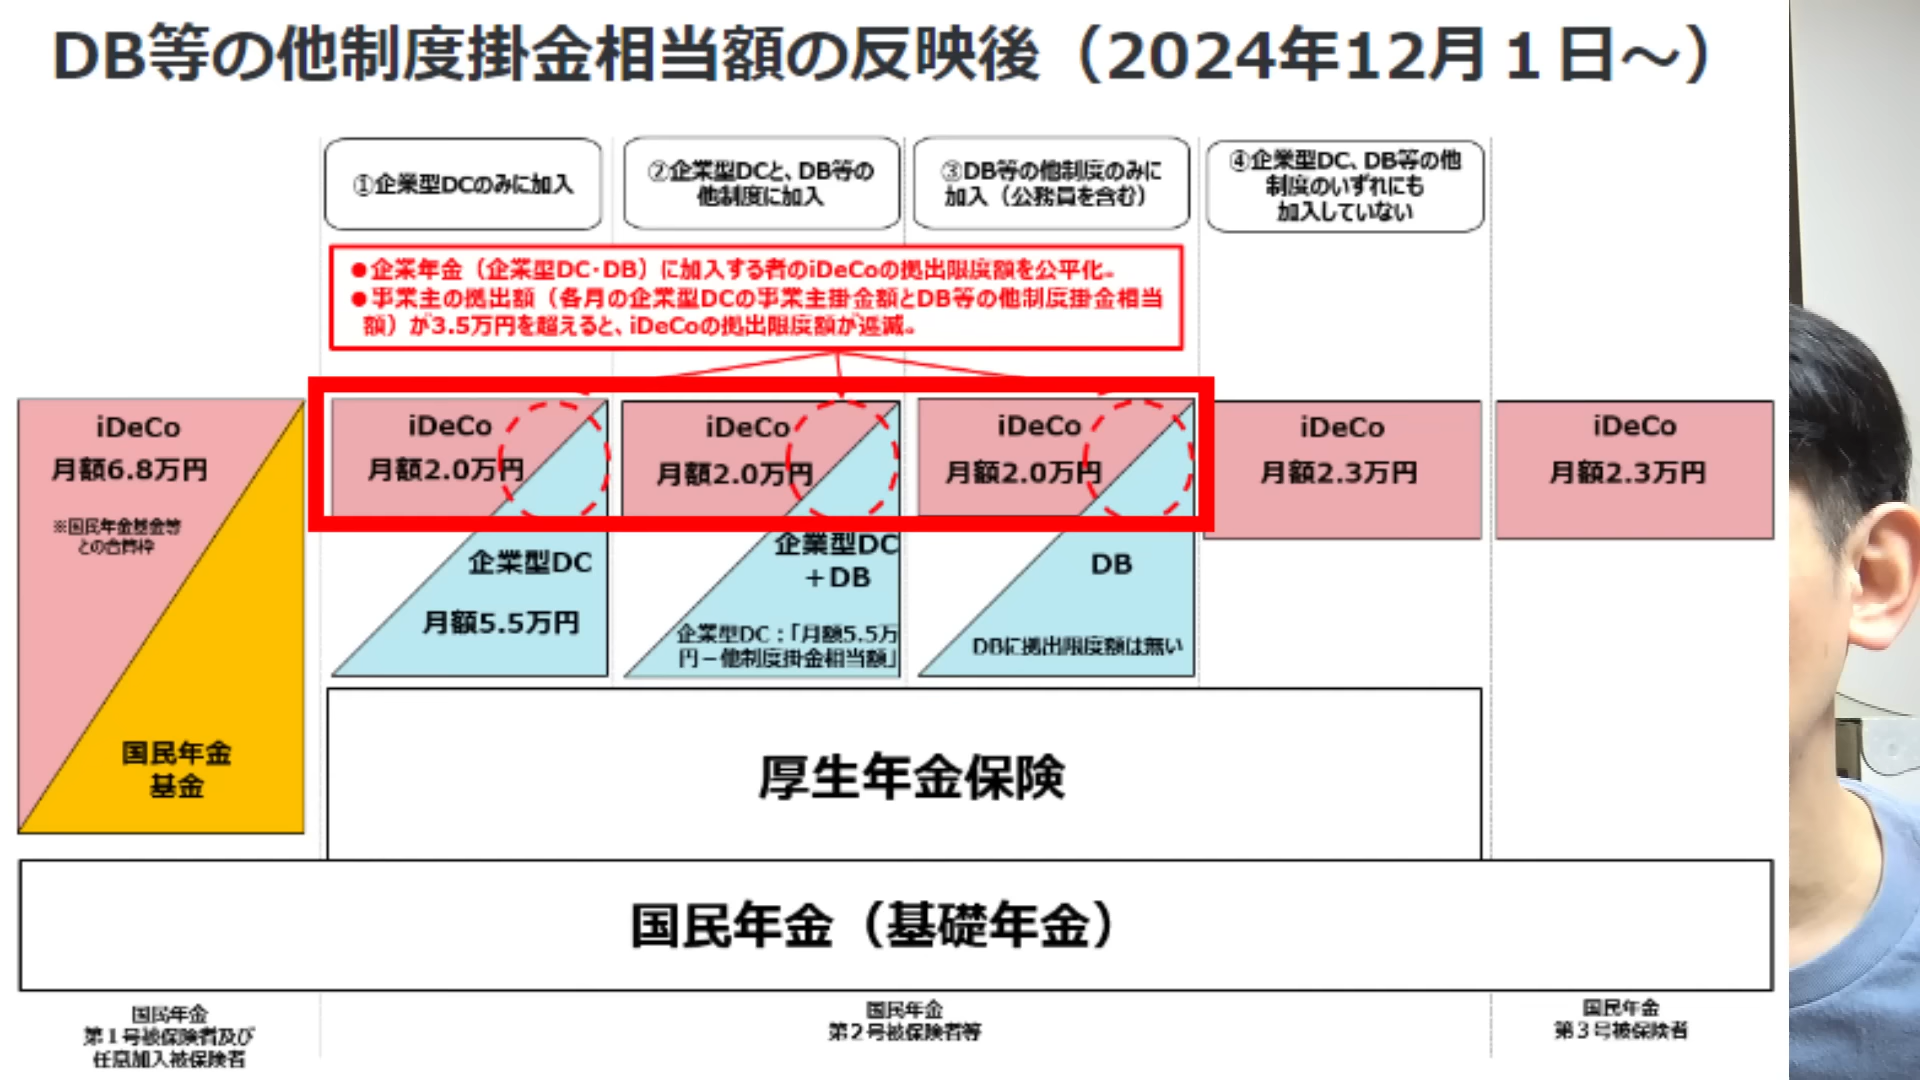 DB等の他制度掛金相当額の反映後（2024年12月１日～）
①企業型DCのみに加入
②企業型DCと、DB等の
他制度に加入
③DB等の他制度のみに
加入（公務員を含む）
④企業型DC、DB等の他
制度のいずれにも
加入していない
●企業年金（企業型DC･DB）に加入する者のiDeCoの拠出限度額を公平化。
●事業主の拠出額（各月の企業型DCの事業主掛金額とDB等の他制度掛金相当
額）が3.5万円を超えると、iDeCoの拠出限度額が逓減。
iDeCo
月額6.8万円
※国民年金基金等
との合算枠
国民年金
基金
iDeCo
月額2.0万円
企業型DC
月額5.5万円
iDeCo
月額2.0万円
企業型DC
＋DB
企業型DC：｢月額5.5万
円－他制度掛金相当額｣
iDeCo
月額2.0万円
DB
DBに拠出限度額は無い
iDeCo
月額2.3万円
iDeCo
月額2.3万円
厚生年金保険
国民年金（基礎年金）
国民年金
第１号被保険者及び
任意加入被保険者
国民年金
第２号被保険者等
国民年金
第３号被保険者